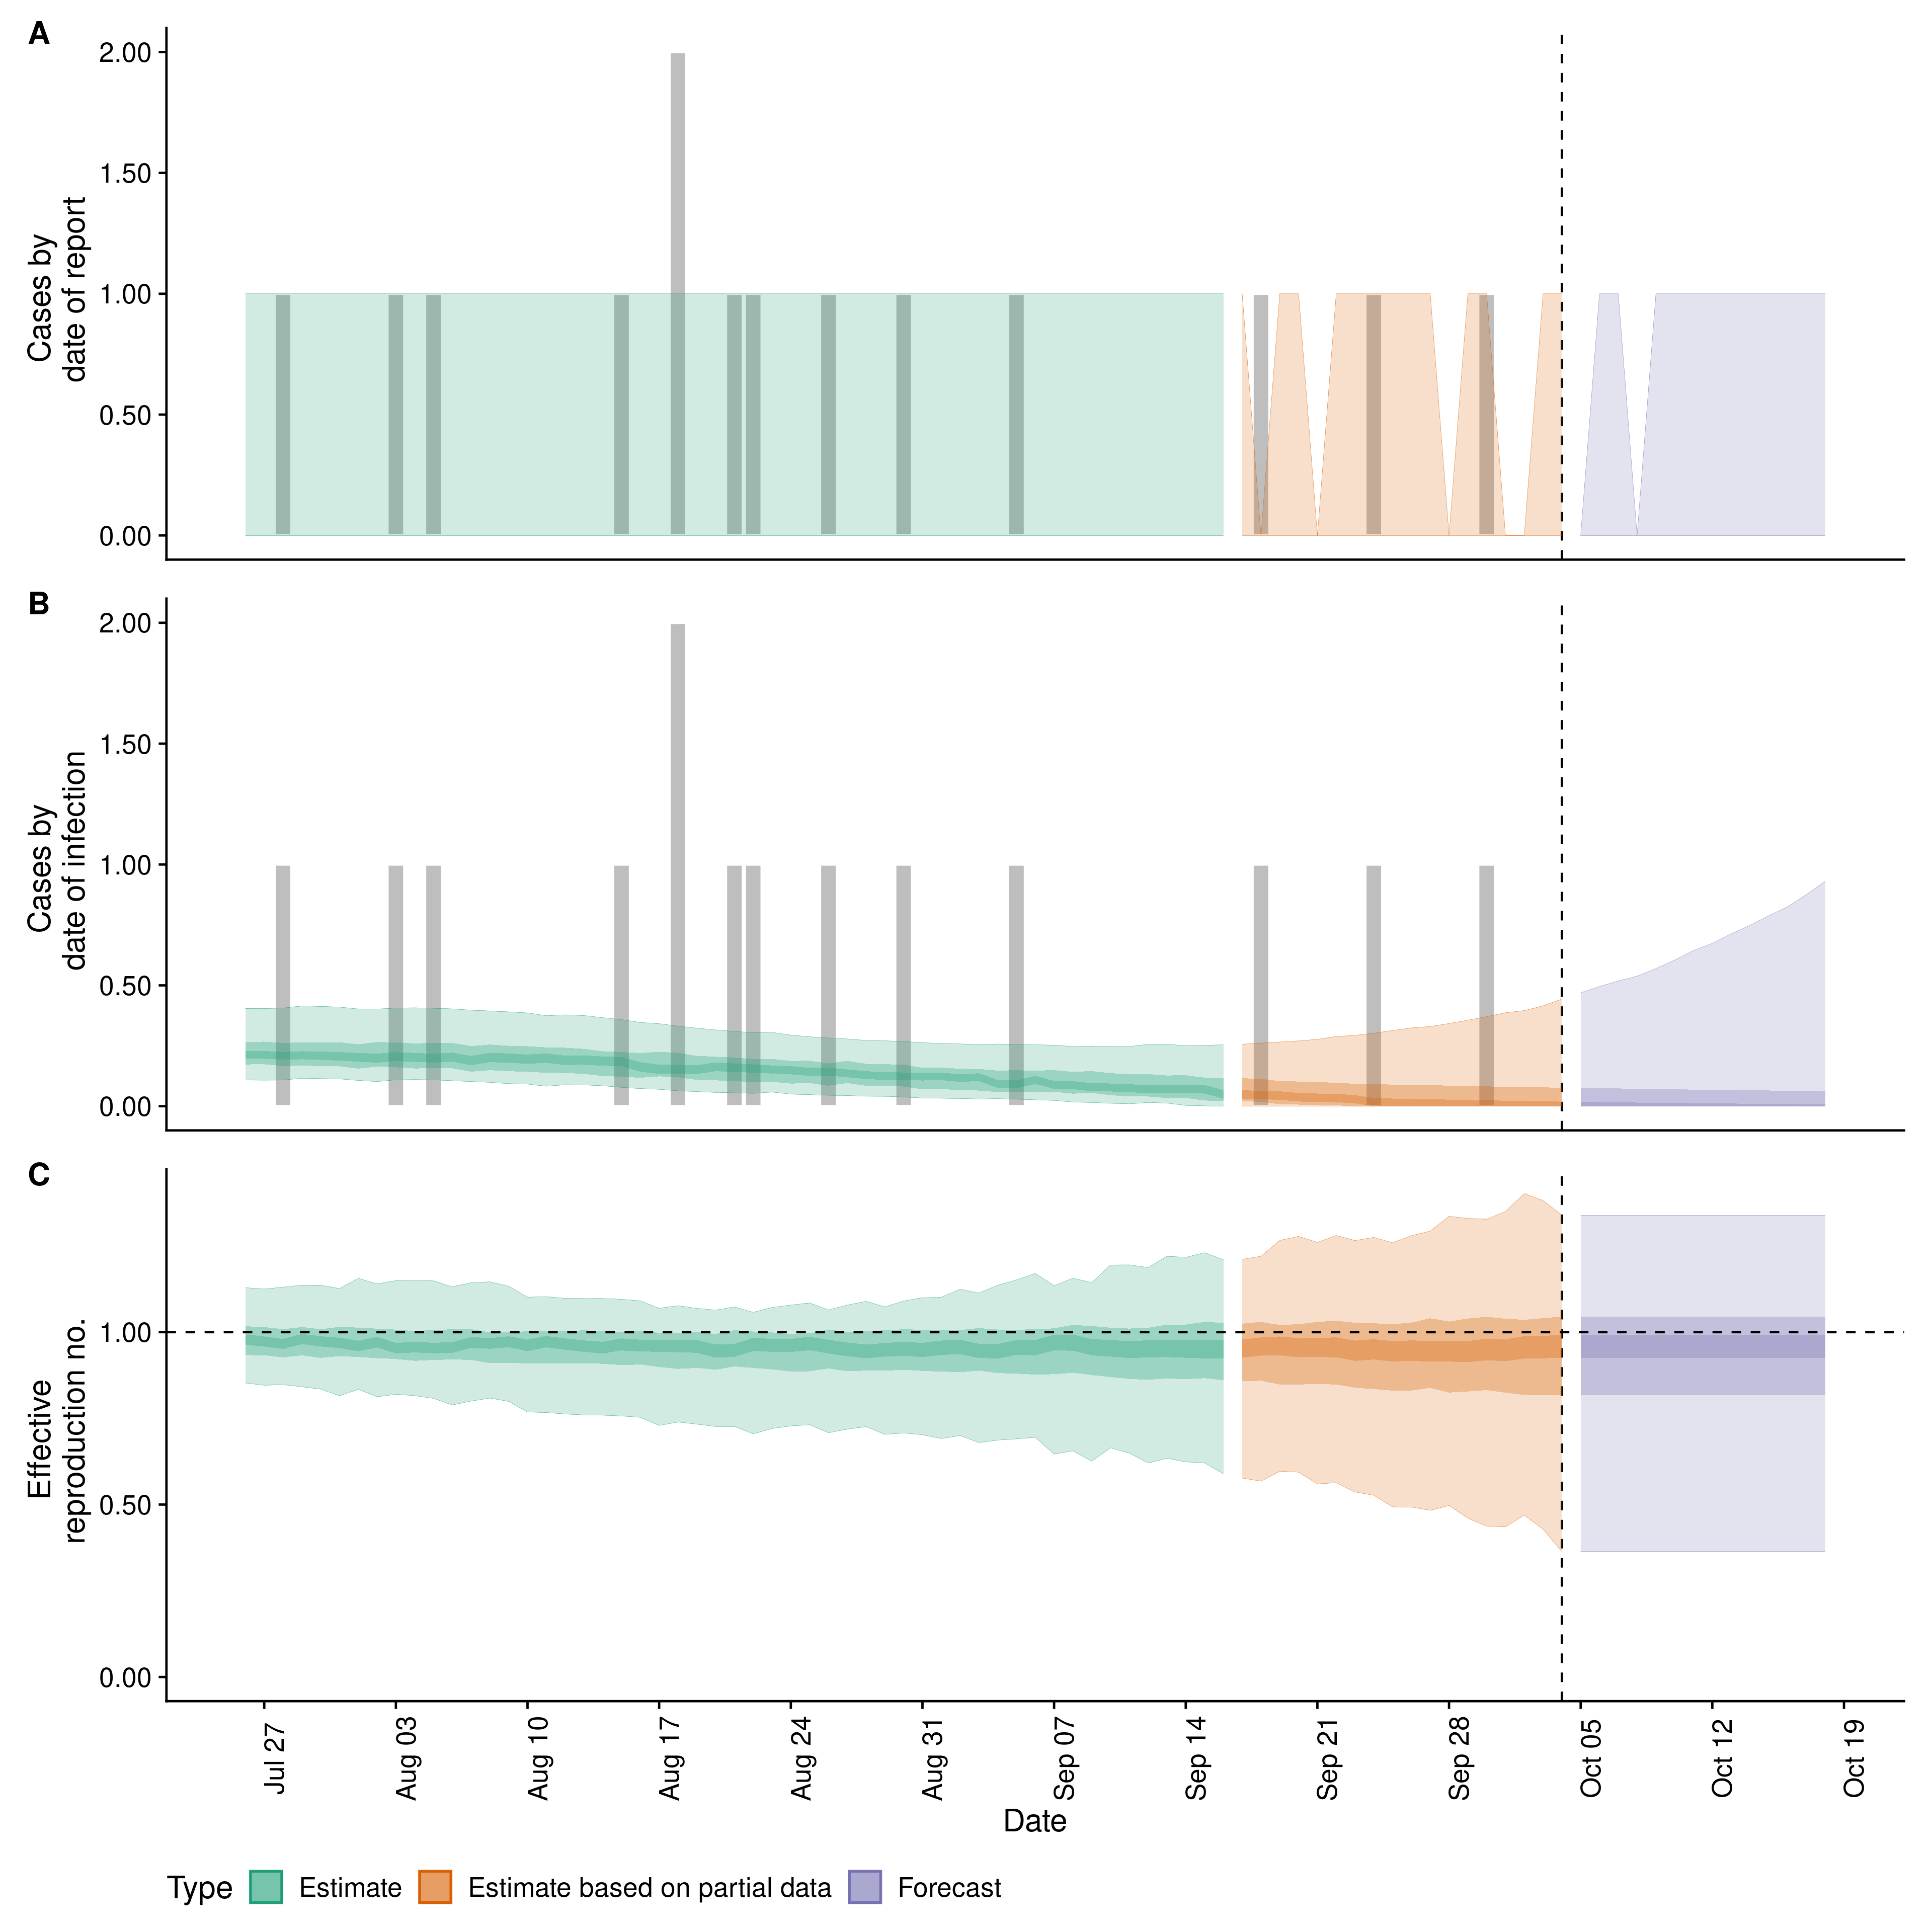 A
Cases by
date of report
2.00
1.50
1.00
0.50
0.00
B
Cases by
date of infection
2.00
1.50
1.00
0.50
0.00
C
Effective
reproduction no.
1.00
0.50
0.00
Jul 27
Aug 03
Aug 10
Aug 17
Aug 24
Aug 31
Sep 07
Sep 14
Sep 21
Sep 28
Oct 05
Oct 12
Oct 19
Date
Type Estimate Estimate based on partial data Forecast